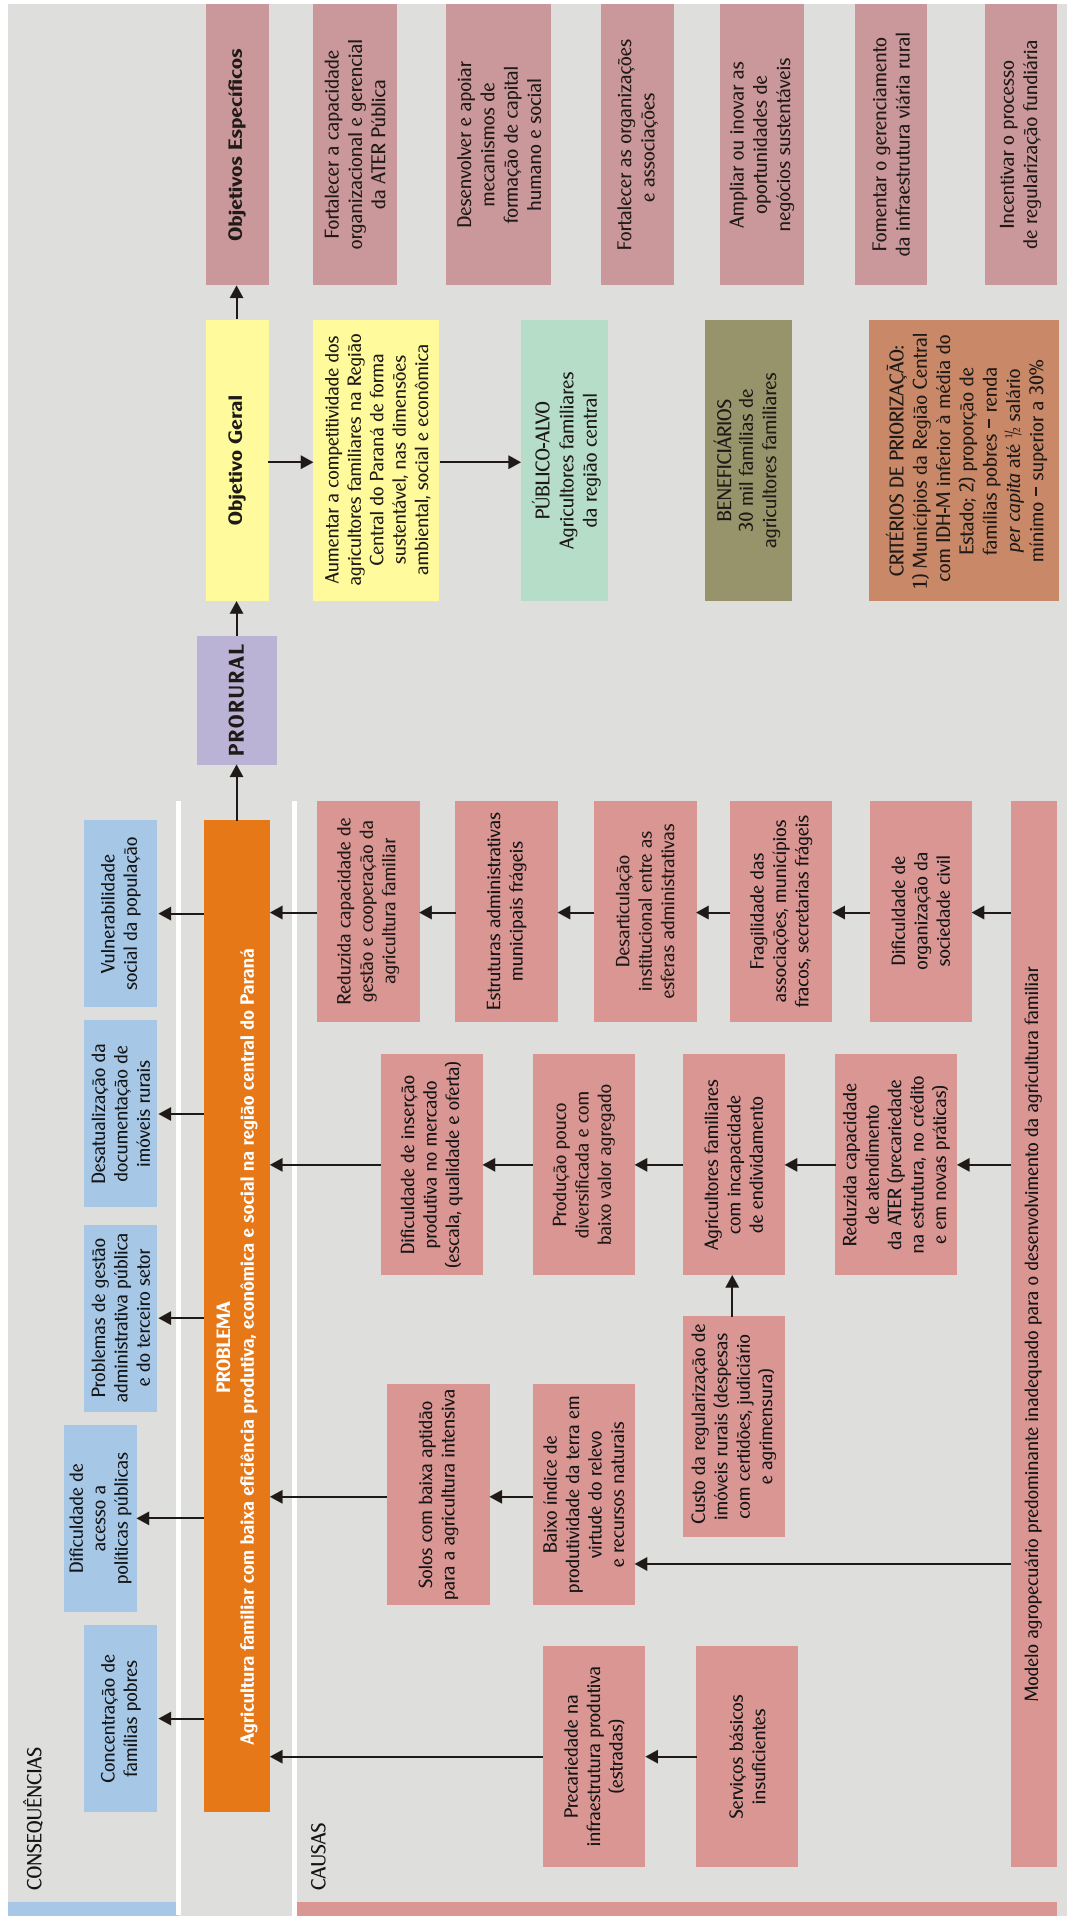 CONSEQUÊNCIAS
Concentração de
famílias pobres
Dificuldade de
acesso a
políticas públicas
Problemas de gestão
administrativa pública
e do terceiro setor
Desatualização da
documentação de
imóveis rurais
Vulnerabilidade
social da população
PROBLEMA
Agricultura familiar com baixa eficiência produtiva, econômica e social na região central do Paraná
CAUSAS
Precariedade na
infraestrutura produtiva
(estradas)
Serviços básicos
insuficientes
Solos com baixa aptidão
para a agricultura intensiva
Baixo índice de
produtividade da terra em
virtude do relevo
e recursos naturais
Custo da regularização de
imóveis rurais (despesas
com certidões, judiciário
e agrimensura)
Dificuldade de inserção
produtiva no mercado
(escala, qualidade e oferta)
Produção pouco
diversificada e com
baixo valor agregado
Agricultores familiares
com incapacidade
de endividamento
Reduzida capacidade
de atendimento
da ATER (precariedade
na estrutura, no crédito
e em novas práticas)
Reduzida capacidade de
gestão e cooperação da
agricultura familiar
Estruturas administrativas
municipais frágeis
Desarticulação
institucional entre as
esferas administrativas
Fragilidade das
associações, municípios
fracos, secretarias frágeis
Dificuldade de
organização da
sociedade civil
Modelo agropecuário predominante inadequado para o desenvolvimento da agricultura familiar
PRORURAL
Objetivo Geral
Aumentar a competitividade dos
agricultores familiares na Região
Central do Paraná de forma
sustentável, nas dimensões
ambiental, social e econômica
PÚBLICO-ALVO
Agricultores familiares
da região central
BENEFICIÁRIOS
30 mil famílias de
agricultores familiares
CRITÉRIOS DE PRIORIZAÇÃO:
1) Municípios da Região Central
com IDH-M inferior à média do
Estado; 2) proporção de
famílias pobres – renda
per capita até ½ salário
mínimo – superior a 30%
Objetivos Específicos
Fortalecer a capacidade
organizacional e gerencial
da ATER Pública
Desenvolver e apoiar
mecanismos de
formação de capital
humano e social
Fortalecer as organizações
e associações
Ampliar ou inovar as
oportunidades de
negócios sustentáveis
Fomentar o gerenciamento
da infraestrutura viária rural
Incentivar o processo
de regularização fundiária